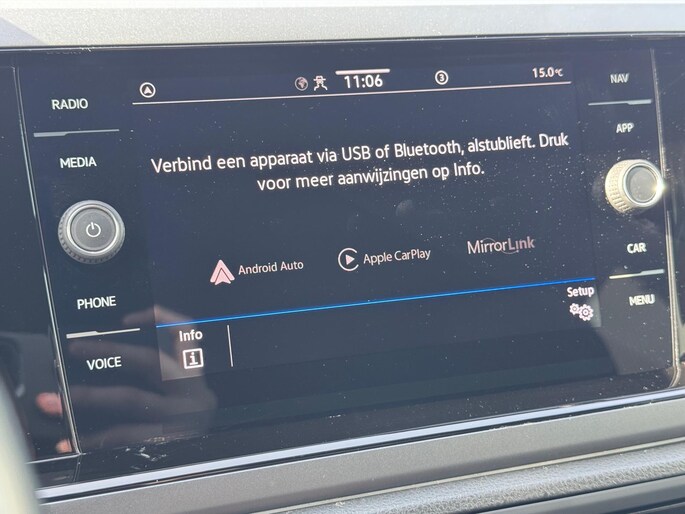 RADIO
MEDIA
PHONE
VOICE
11:06
3
15.0°C
Verbind een apparaat via USB of Bluetooth, alstublieft. Druk
voor meer aanwijzingen op Info.
Android Auto
Apple CarPlay
MirrorLink
Info
i
Setup
NAV
APP
CAR
MENU